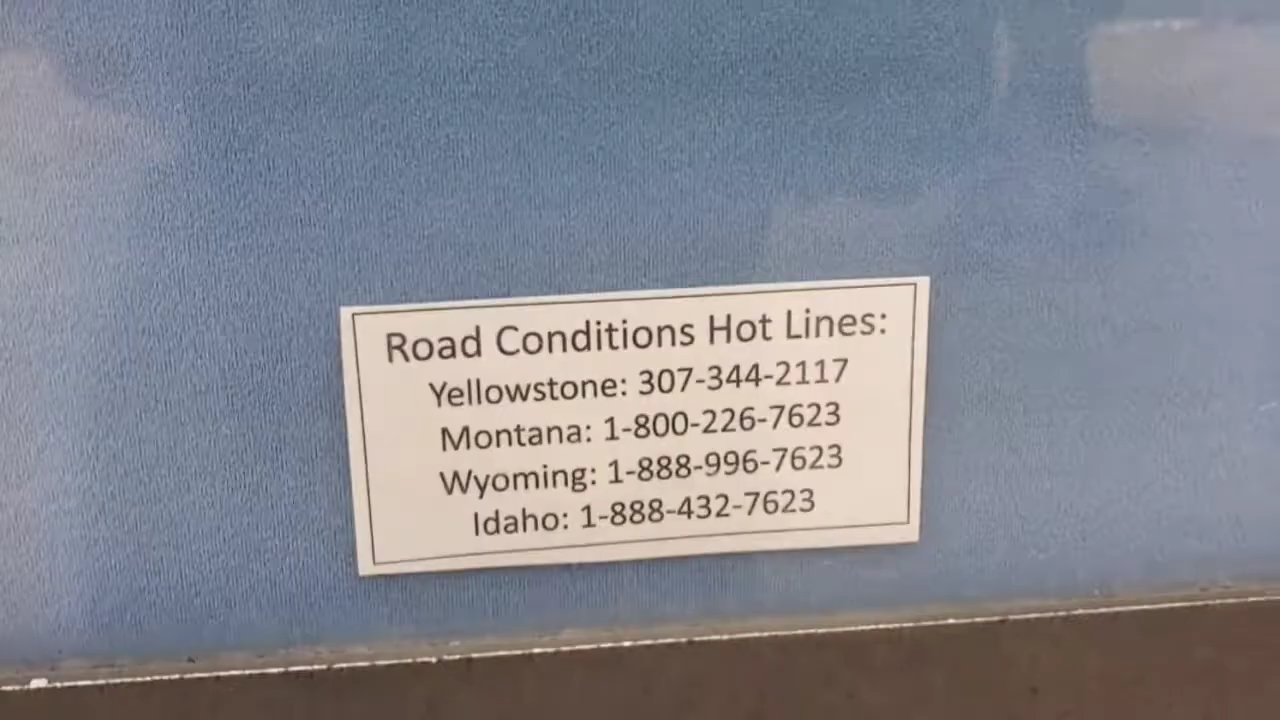 Road Conditions Hot Lines:
Yellowstone: 307-344-2117
Montana: 1-800-226-7623
Wyoming: 1-888-996-7623
Idaho: 1-888-432-7623